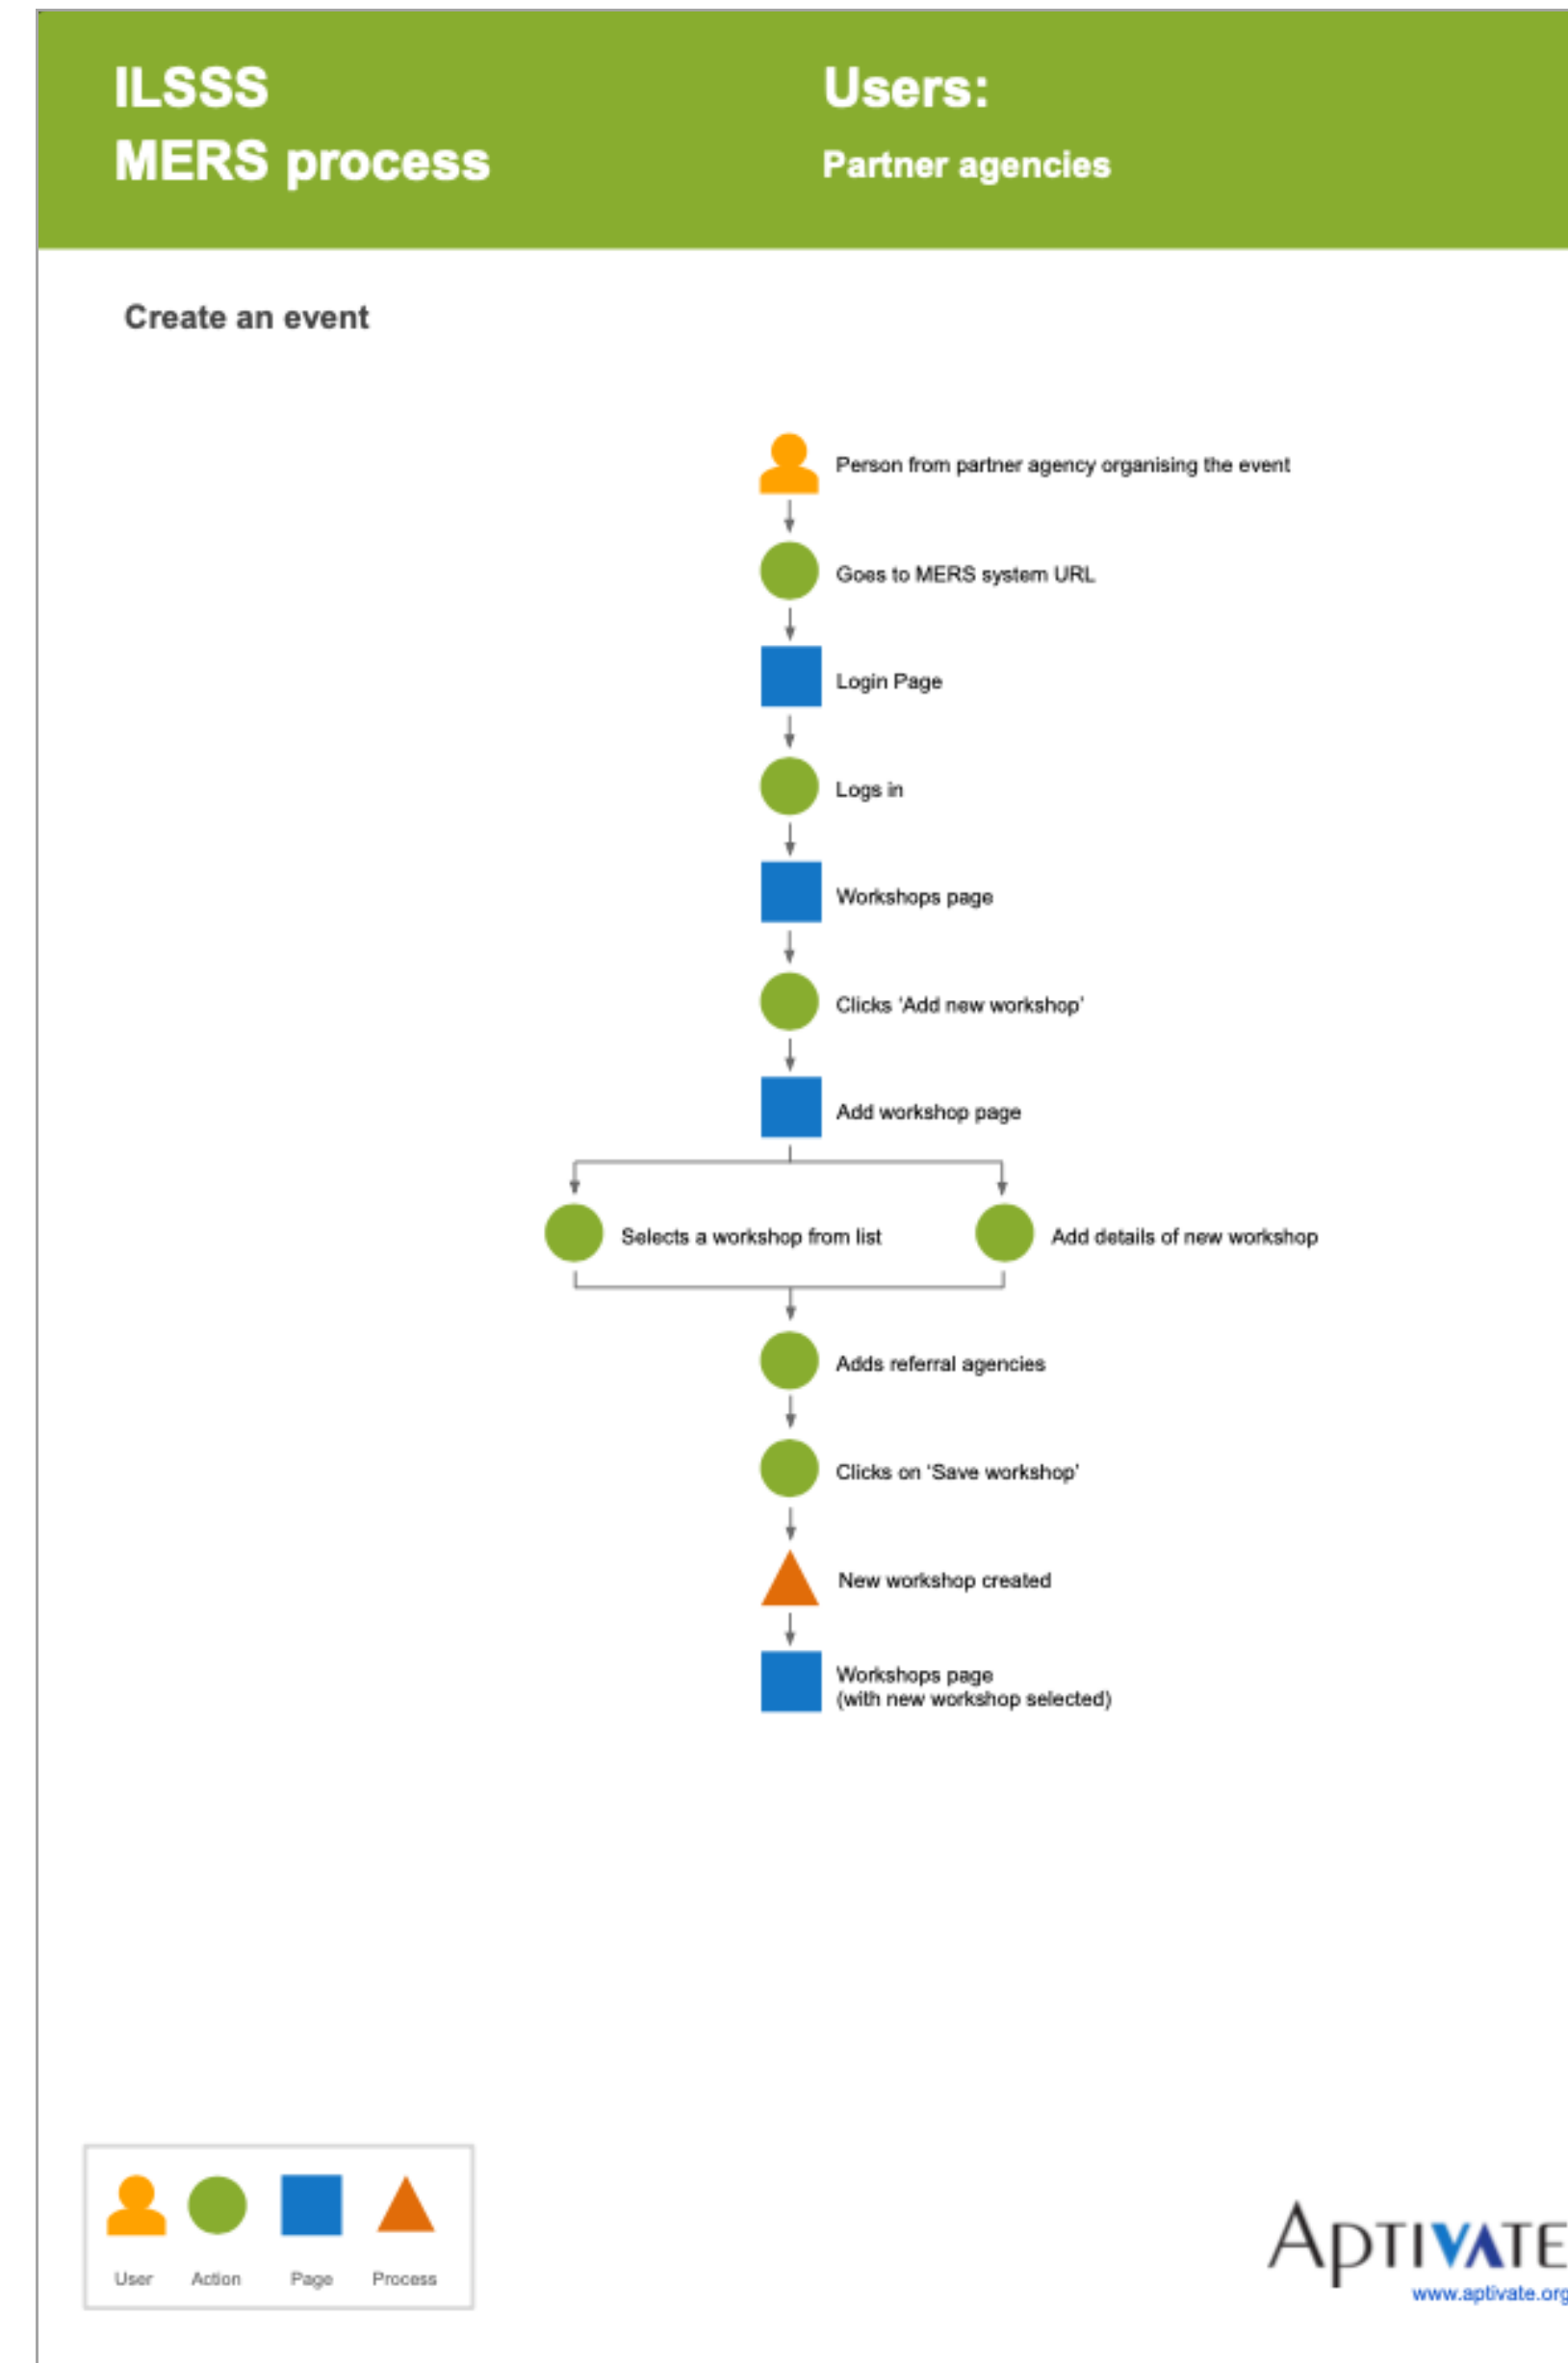 ILSSS
MERS process
Users:
Partner agencies
Create an event
Person from partner agency organising the event
Goes to MERS system URL
Login Page
Logs in
Workshops page
Clicks ‘Add new workshop’
Add workshop page
Selects a workshop from list
Add details of new workshop
Adds referral agencies
Clicks on ‘Save workshop’
New workshop created
Workshops page
(with new workshop selected)
User
Action
Page
Process
APTIVATE
www.aptivate.org